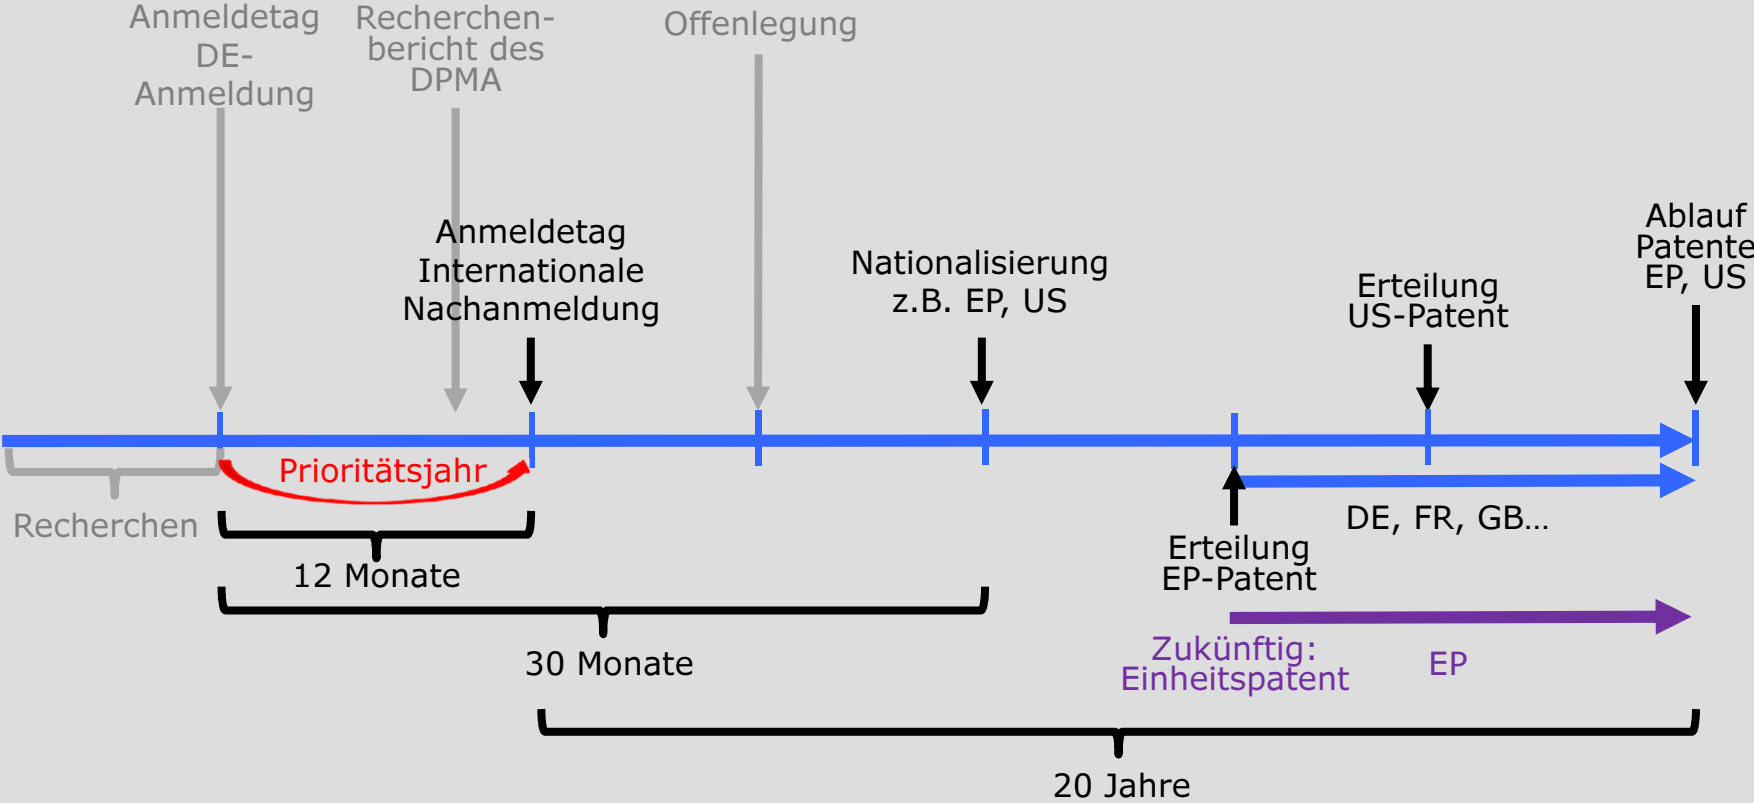 Anmeldetag
DE-
Anmeldung
Recherchen-
bericht des
DPMA
Offenlegung
Anmeldetag
Internationale
Nachanmeldung
Nationalisierung
z.B. EP, US
Erteilung
US-Patent
Ablauf
Patente
EP, US
Prioritätsjahr
Recherchen
DE, FR, GB…
Erteilung
EP-Patent
12 Monate
30 Monate
Zukünftig:
Einheitspatent
EP
20 Jahre